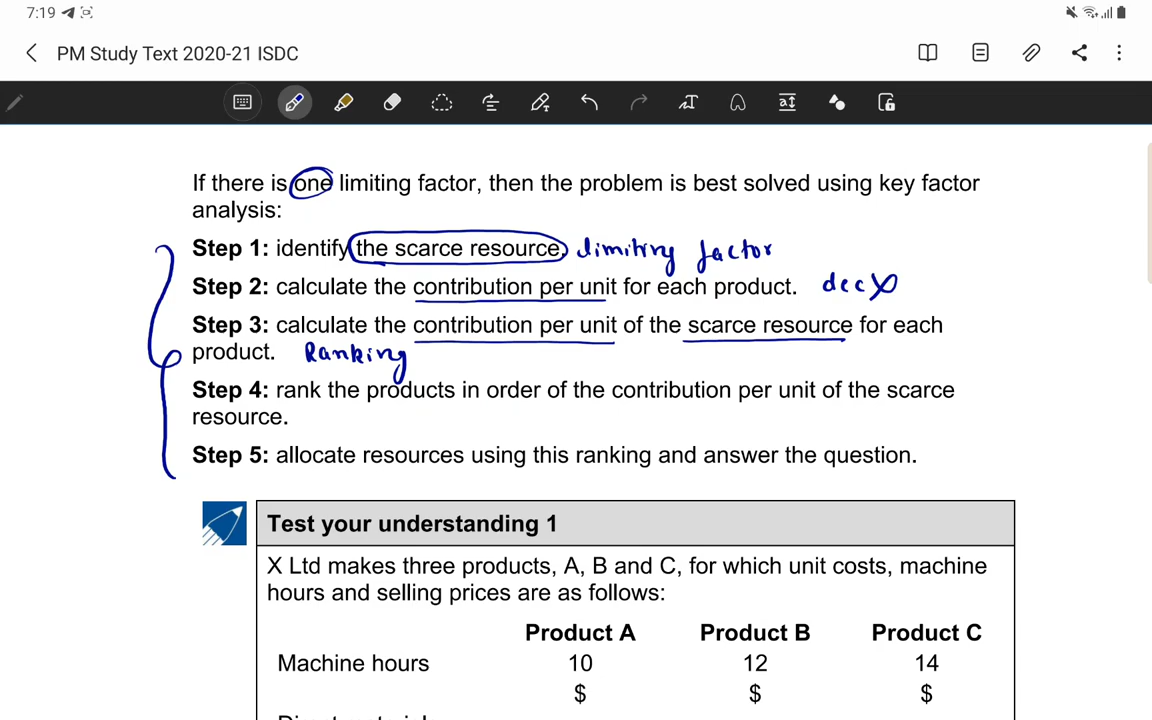 7:19
PM Study Text 2020-21 ISDC
If there is one limiting factor, then the problem is best solved using key factor
analysis:
Step 1: identify the scarce resource. limiting factor
Step 2: calculate the contribution per unit for each product.
Step 3: calculate the contribution per unit of the scarce resource for each
product. Ranking
Step 4: rank the products in order of the contribution per unit of the scarce
resource.
Step 5: allocate resources using this ranking and answer the question.
Test your understanding 1
X Ltd makes three products, A, B and C, for which unit costs, machine
hours and selling prices are as follows:
Product A Product B Product C
Machine hours 10 12 14
$ $ $